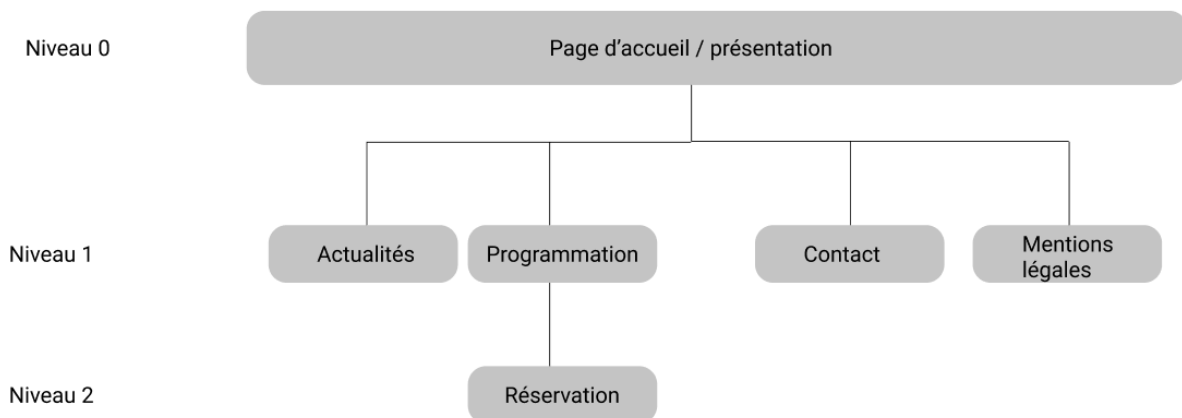 Niveau 0
Page d’accueil / présentation
Niveau 1
Actualités
Programmation
Contact
Mentions
légales
Niveau 2
Réservation